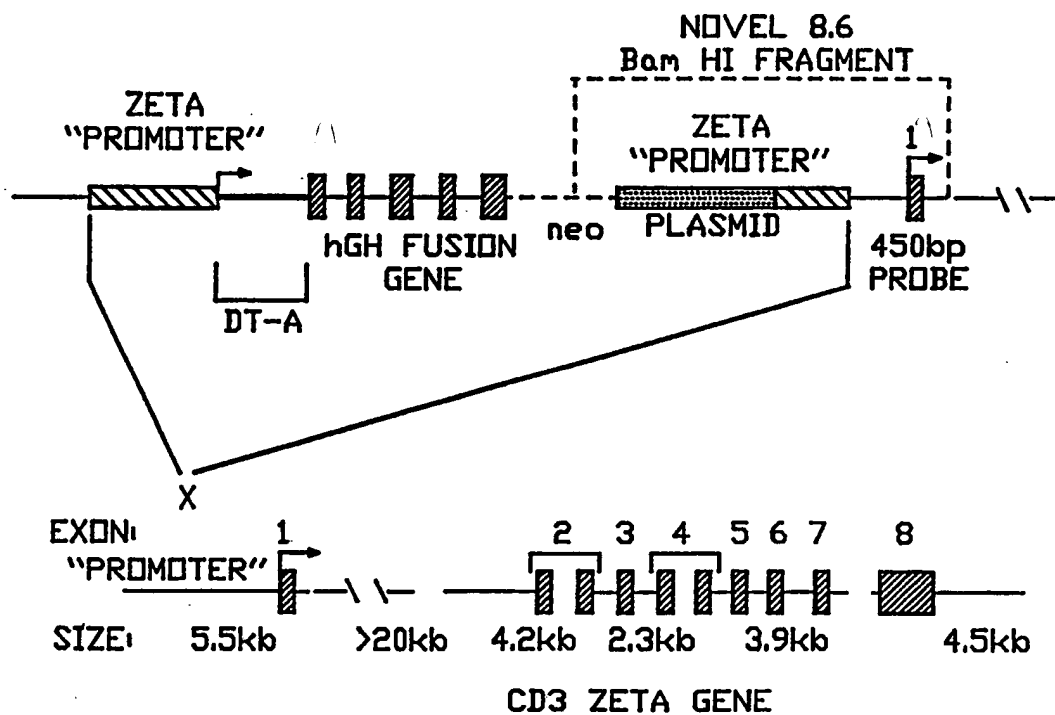 NOVEL 8.6
Bam HI FRAGMENT
ZETA
"PROMOTER"
ZETA
"PROMOTER"
1
hGH FUSION
GENE
neo
PLASMID
450bp
PROBE
DT-A
X
EXON: 1 2 3 4 5 6 7 8
"PROMOTER"
SIZE: 5.5kb >20kb 4.2kb 2.3kb 3.9kb 4.5kb
CD3 ZETA GENE